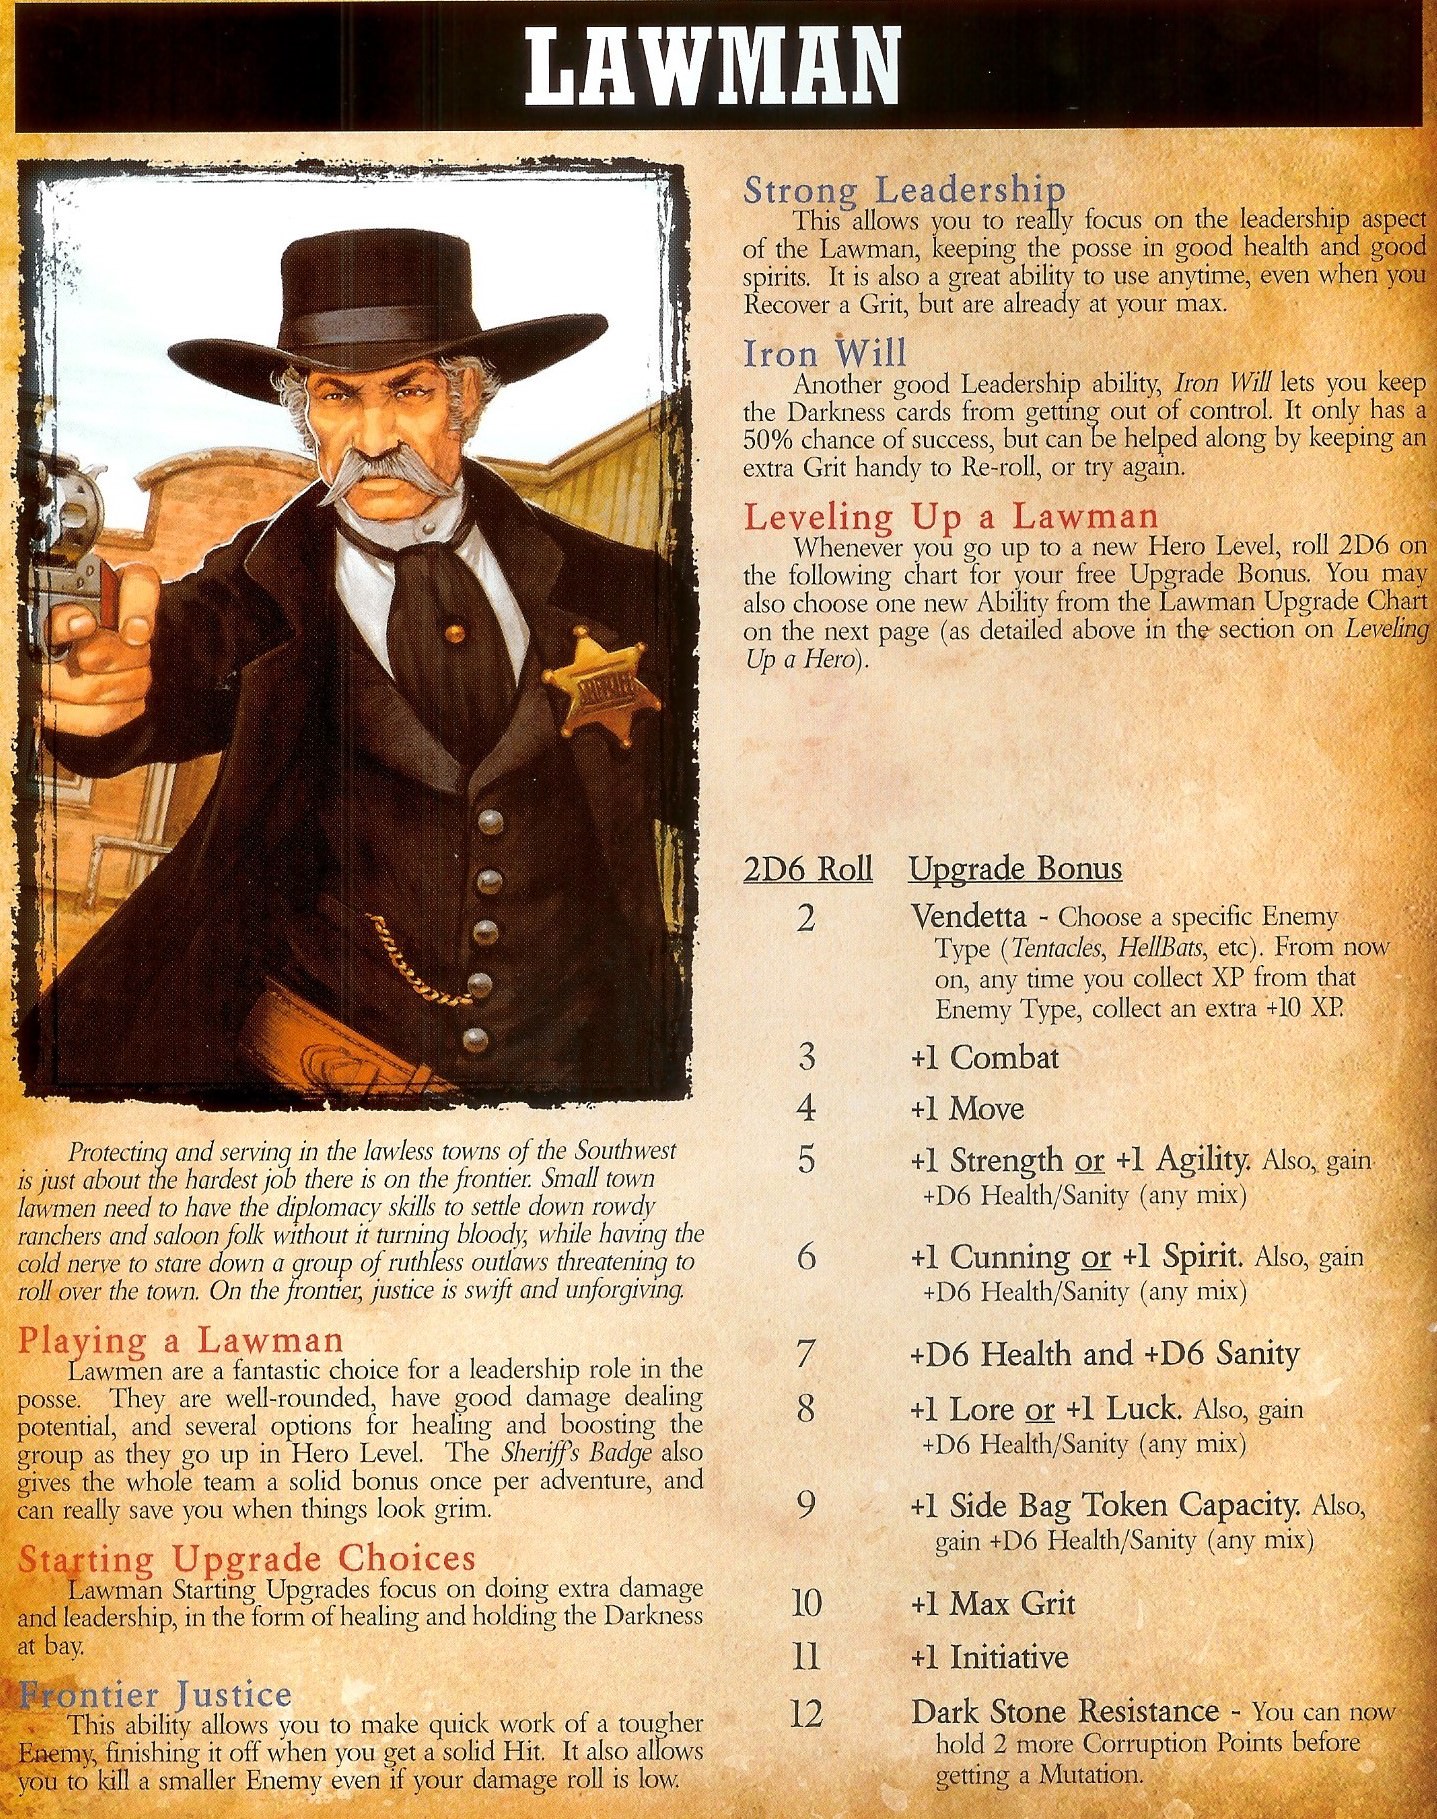 LAWMAN
Protecting and serving in the lawless towns of the Southwest
is just about the hardest job there is on the frontier. Small town
lawmen need to have the diplomacy skills to settle down rowdy
ranchers and saloon folk without it turning bloody, while having the
cold nerve to stare down a group of ruthless outlaws threatening to
roll over the town. On the frontier, justice is swift and unforgiving.
Playing a Lawman
Lawmen are a fantastic choice for a leadership role in the
posse. They are well-rounded, have good damage dealing
potential, and several options for healing and boosting the
group as they go up in Hero Level. The Sheriff's Badge also
gives the whole team a solid bonus once per adventure, and
can really save you when things look grim.
Starting Upgrade Choices
Lawman Starting Upgrades focus on doing extra damage
and leadership, in the form of healing and holding the Darkness
at bay.
Frontier Justice
This ability allows you to make quick work of a tougher
Enemy, finishing it off when you get a solid Hit. It also allows
you to kill a smaller Enemy even if your damage roll is low.
Strong Leadership
This allows you to really focus on the leadership aspect
of the Lawman, keeping the posse in good health and good
spirits. It is also a great ability to use anytime, even when you
Recover a Grit, but are already at your max.
Iron Will
Another good Leadership ability, Iron Will lets you keep
the Darkness cards from getting out of control. It only has a
50% chance of success, but can be helped along by keeping an
extra Grit handy to Re-roll, or try again.
Leveling Up a Lawman
Whenever you go up to a new Hero Level, roll 2D6 on
the following chart for your free Upgrade Bonus. You may
also choose one new Ability from the Lawman Upgrade Chart
on the next page (as detailed above in the section on Leveling
Up a Hero).
2D6 Roll Upgrade Bonus
2 Vendetta - Choose a specific Enemy
Type (Tentacles, HellBats, etc). From now
on, any time you collect XP from that
Enemy Type, collect an extra +10 XP.
3 +1 Combat
4 +1 Move
5 +1 Strength or +1 Agility. Also, gain
+D6 Health/Sanity (any mix)
6 +1 Cunning or +1 Spirit. Also, gain
+D6 Health/Sanity (any mix)
7 +D6 Health and +D6 Sanity
8 +1 Lore or +1 Luck. Also, gain
+D6 Health/Sanity (any mix)
9 +1 Side Bag Token Capacity. Also,
gain +D6 Health/Sanity (any mix)
10 +1 Max Grit
11 +1 Initiative
12 Dark Stone Resistance - You can now
hold 2 more Corruption Points before
getting a Mutation.